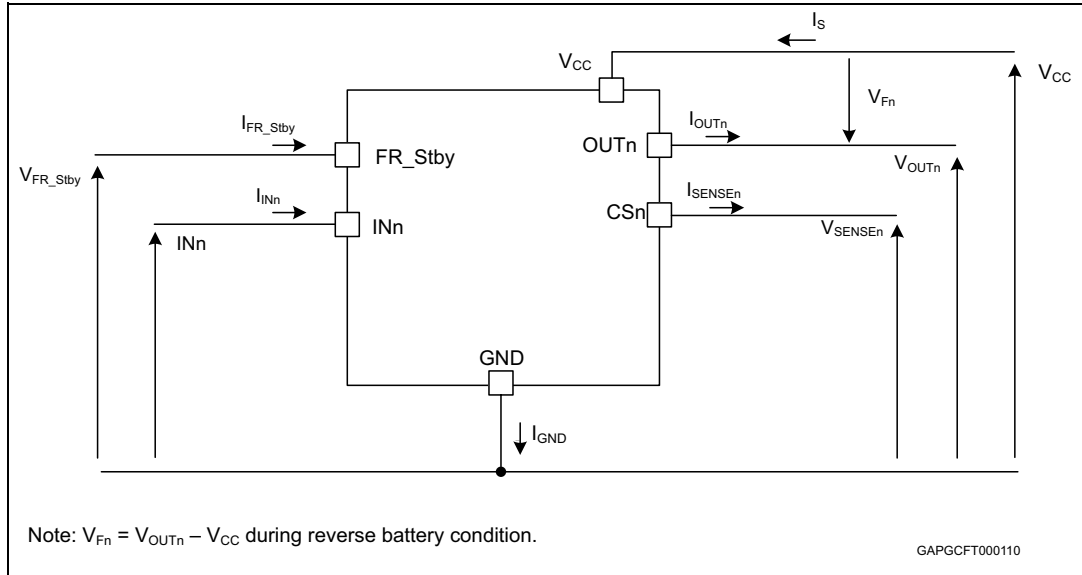 I_S
V_CC
V_CC
V_Fn
I_FR_Stby
I_OUTn
FR_Stby
OUTn
V_FR_Stby
V_OUTn
I_INn
I_SENSEn
CSn
INn
V_SENSEn
INn
GND
I_GND
Note: V_Fn = V_OUTn – V_CC during reverse battery condition.
GAPGCFT000110